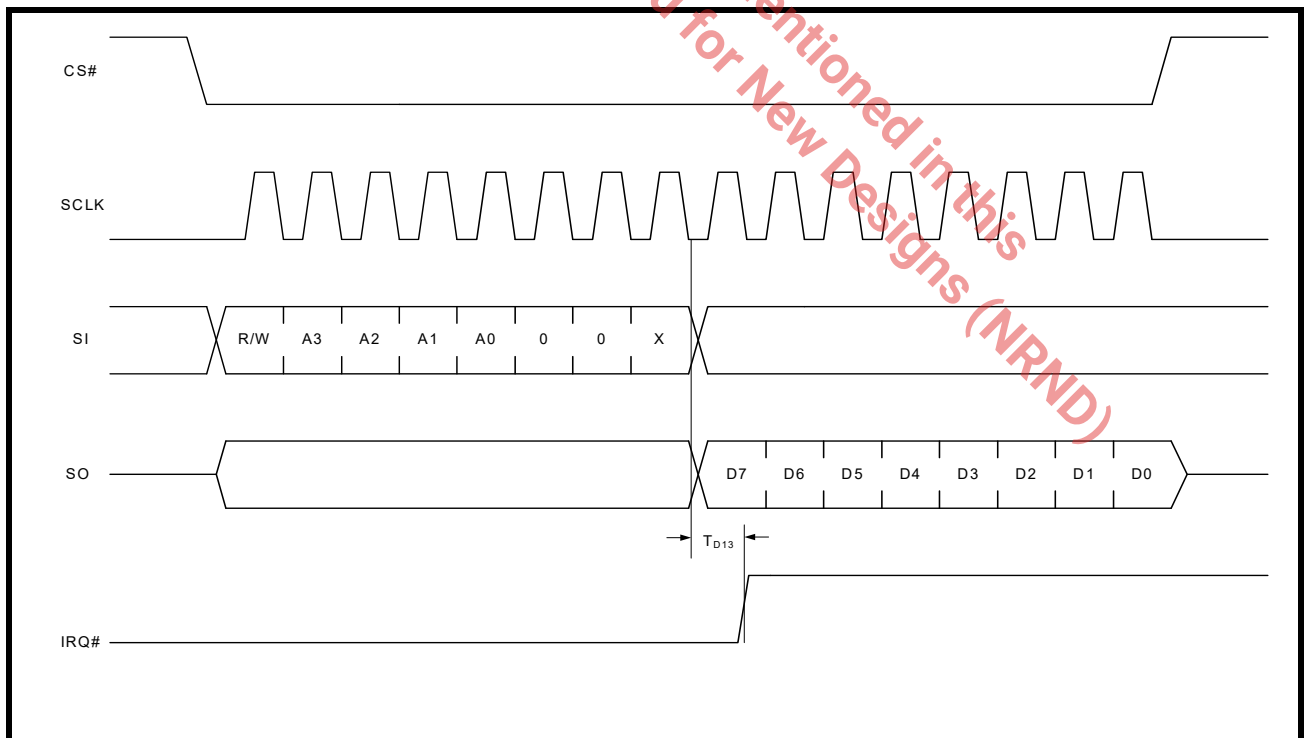 entioned in this
for New Designs (NRND)
CS#
SCLK
SI
R/W A3 A2 A1 A0 0 0 X
SO
D7 D6 D5 D4 D3 D2 D1 D0
TD13
IRQ#